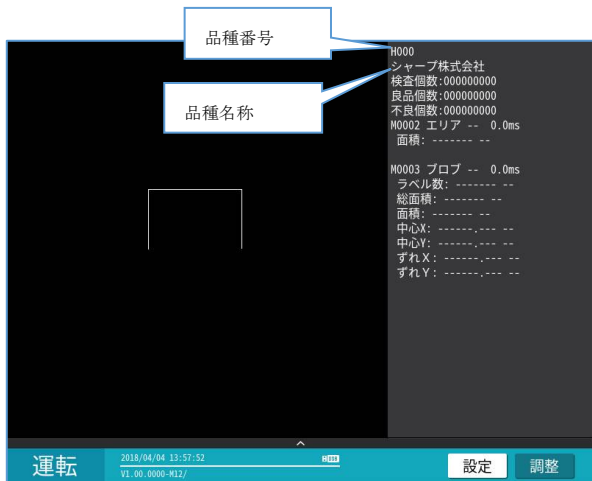 品種番号
品種名称
H000
シャープ株式会社
検査個数:000000000
良品個数:000000000
不良個数:000000000
M0002 エリア -- 0.0ms
面積: ------- --
M0003 ブロブ -- 0.0ms
ラベル数: ------- --
総面積: ------- --
面積: ------- --
中心X: ------.--- --
中心Y: ------.--- --
ずれX: ------.--- --
ずれY: ------.--- --
運転
2018/04/04 13:57:52
V1.00.0000-M12/
設定
調整